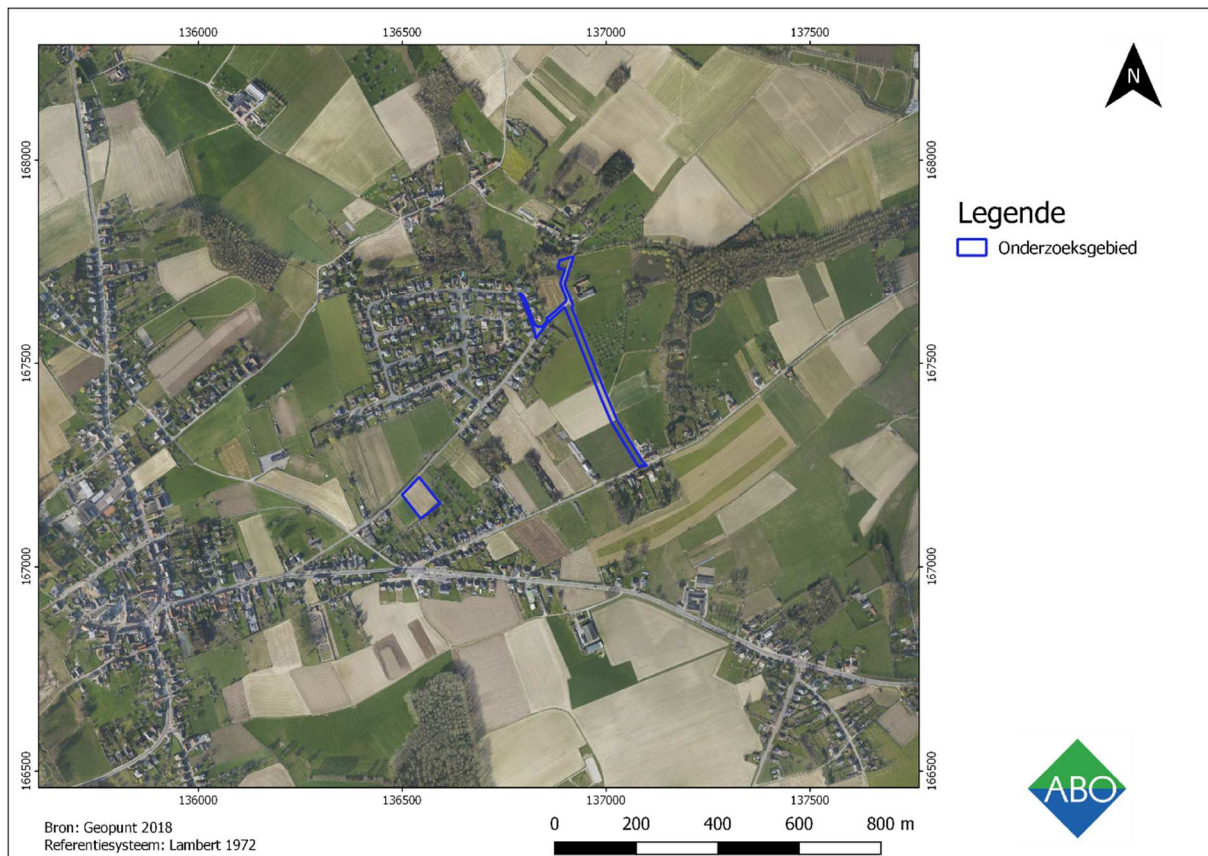 136000 136500 137000 137500
168000 168000
N
Legende
Onderzoeksgebied
167500 167500
167000 167000
166500 166500
136000 136500 137000 137500
ABO
Bron: Geopunt 2018
Referentiesysteem: Lambert 1972
0 200 400 600 800 m